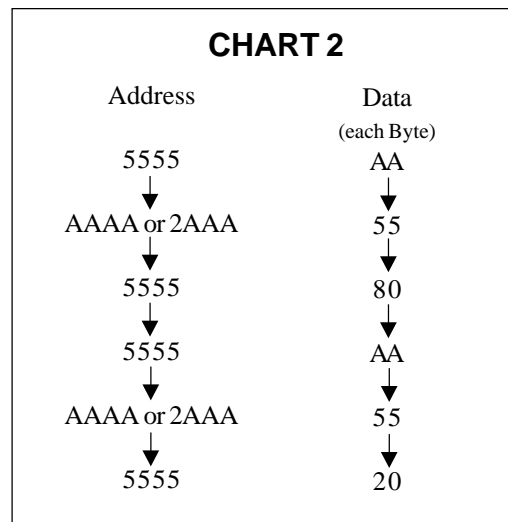 CHART 2
Address Data
(each Byte)
5555 AA
AAAA or 2AAA 55
5555 80
5555 AA
AAAA or 2AAA 55
5555 20